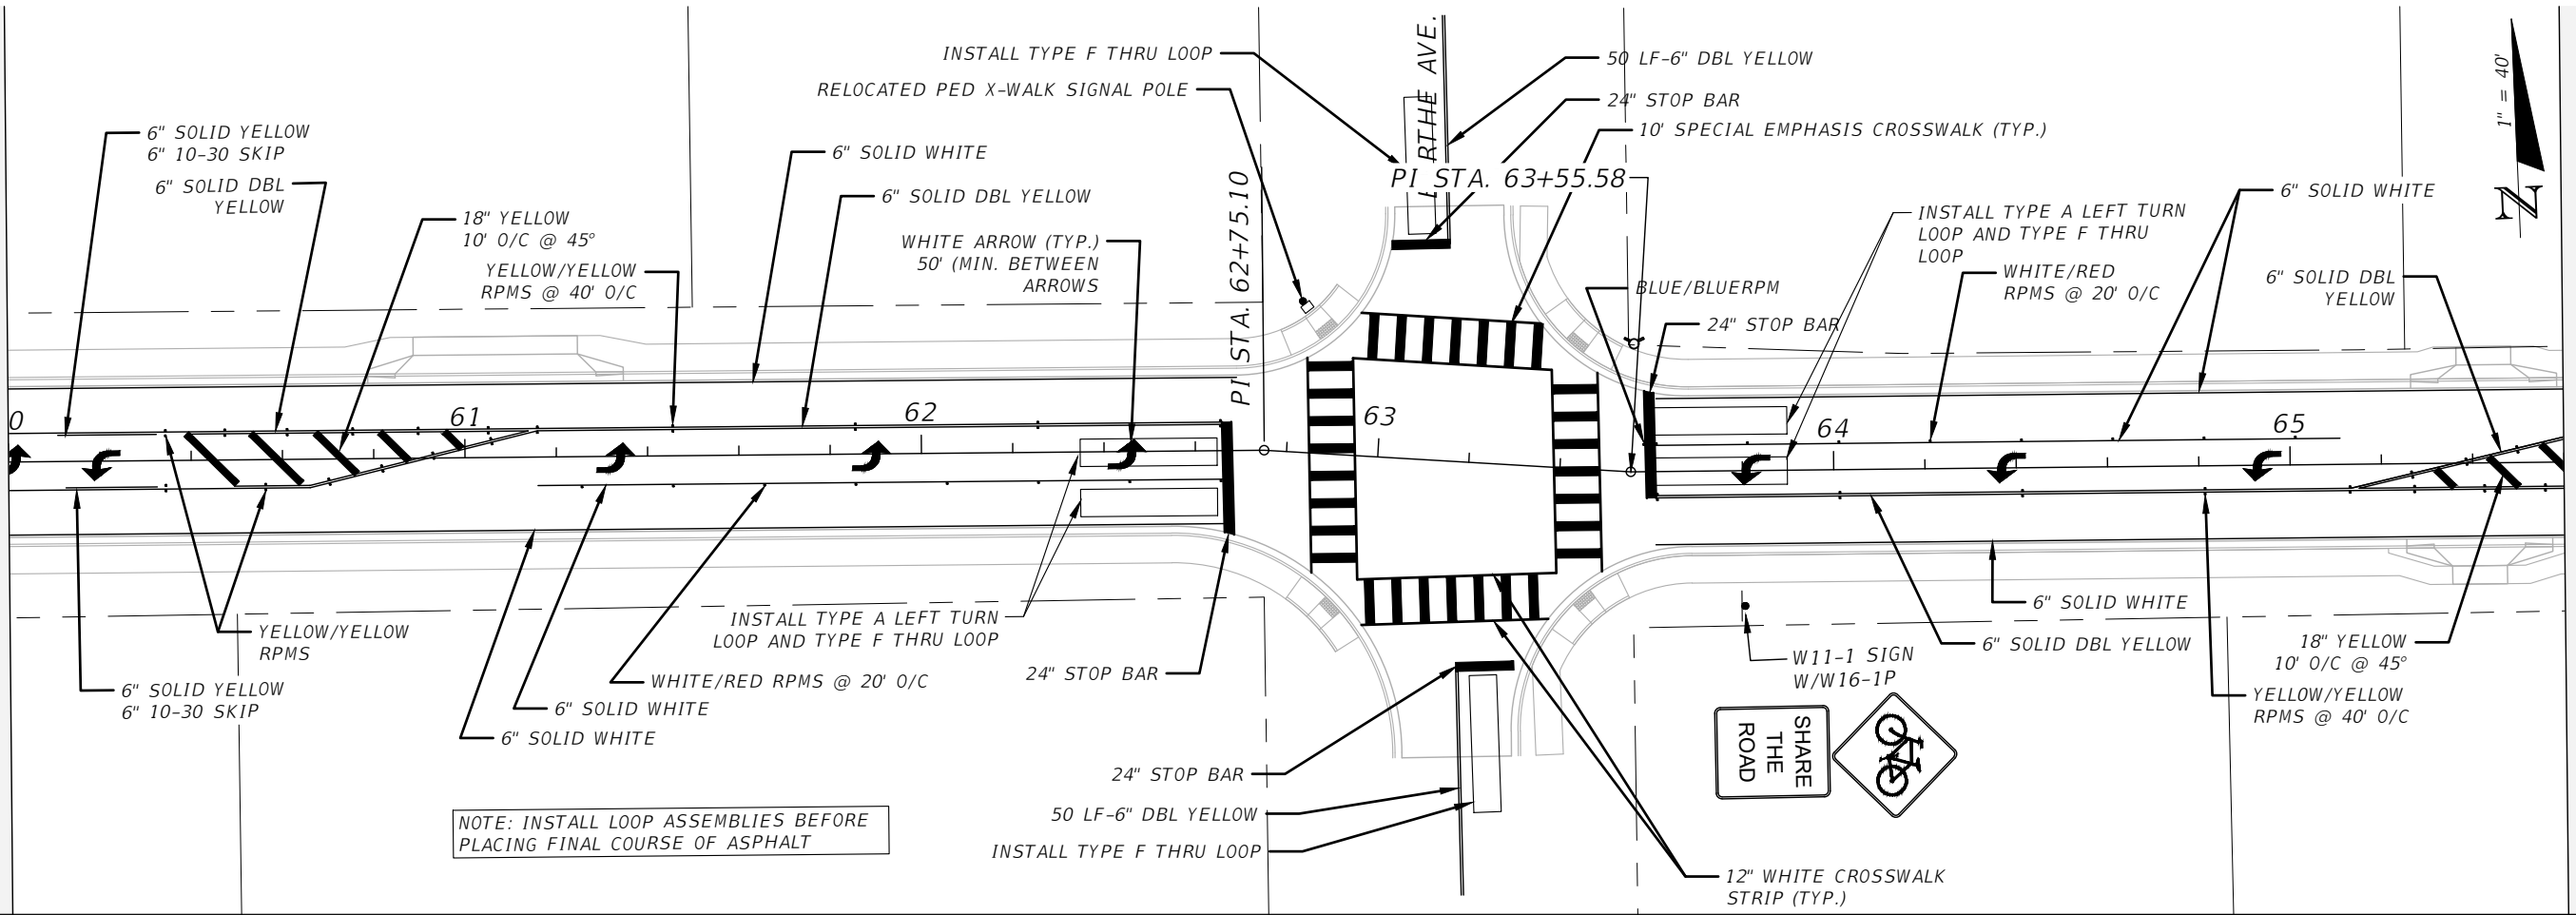 INSTALL TYPE F THRU LOOP
RELOCATED PED X-WALK SIGNAL POLE
6" SOLID YELLOW
6" 10-30 SKIP
6" SOLID DBL
YELLOW
18" YELLOW
10' O/C @ 45°
YELLOW/YELLOW
RPMS @ 40' O/C
6" SOLID WHITE
6" SOLID DBL YELLOW
WHITE ARROW (TYP.)
50' (MIN. BETWEEN
ARROWS
PI STA. 62+75.10
AVE.
50 LF-6" DBL YELLOW
24" STOP BAR
10' SPECIAL EMPHASIS CROSSWALK (TYP.)
PI STA. 63+55.58
INSTALL TYPE A LEFT TURN
LOOP AND TYPE F THRU
LOOP
BLUE/BLUERPM
WHITE/RED
RPMS @ 20' O/C
24" STOP BAR
6" SOLID WHITE
6" SOLID DBL
YELLOW
1" = 40'
N
0
61
62
63
64
65
YELLOW/YELLOW
RPMS
6" SOLID YELLOW
6" 10-30 SKIP
INSTALL TYPE A LEFT TURN
LOOP AND TYPE F THRU LOOP
24" STOP BAR
WHITE/RED RPMS @ 20' O/C
6" SOLID WHITE
6" SOLID WHITE
24" STOP BAR
50 LF-6" DBL YELLOW
INSTALL TYPE F THRU LOOP
NOTE: INSTALL LOOP ASSEMBLIES BEFORE
PLACING FINAL COURSE OF ASPHALT
6" SOLID WHITE
6" SOLID DBL YELLOW
W11-1 SIGN
W/W16-1P
SHARE
THE
ROAD
18" YELLOW
10' O/C @ 45°
YELLOW/YELLOW
RPMS @ 40' O/C
12" WHITE CROSSWALK
STRIP (TYP.)